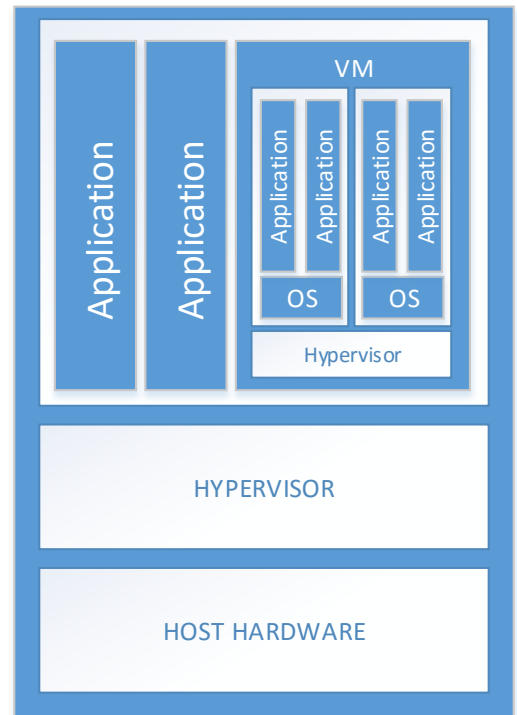 Application
Application
VM
Application
Application
OS
Application
Application
OS
Hypervisor
HYPERVISOR
HOST HARDWARE